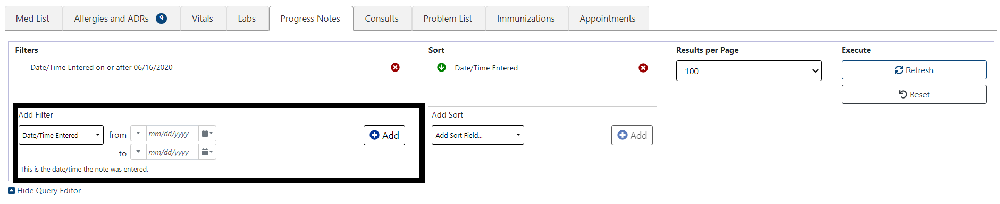 Med List
Allergies and ADRs 9
Vitals
Labs
Progress Notes
Consults
Problem List
Immunizations
Appointments
Filters
Date/Time Entered on or after 06/16/2020
Add Filter
Date/Time Entered from mm/dd/yyyy Add
to mm/dd/yyyy
This is the date/time the note was entered.
Sort
Date/Time Entered
Add Sort
Add Sort Field... Add
Results per Page
100
Execute
Refresh
Reset
Hide Query Editor